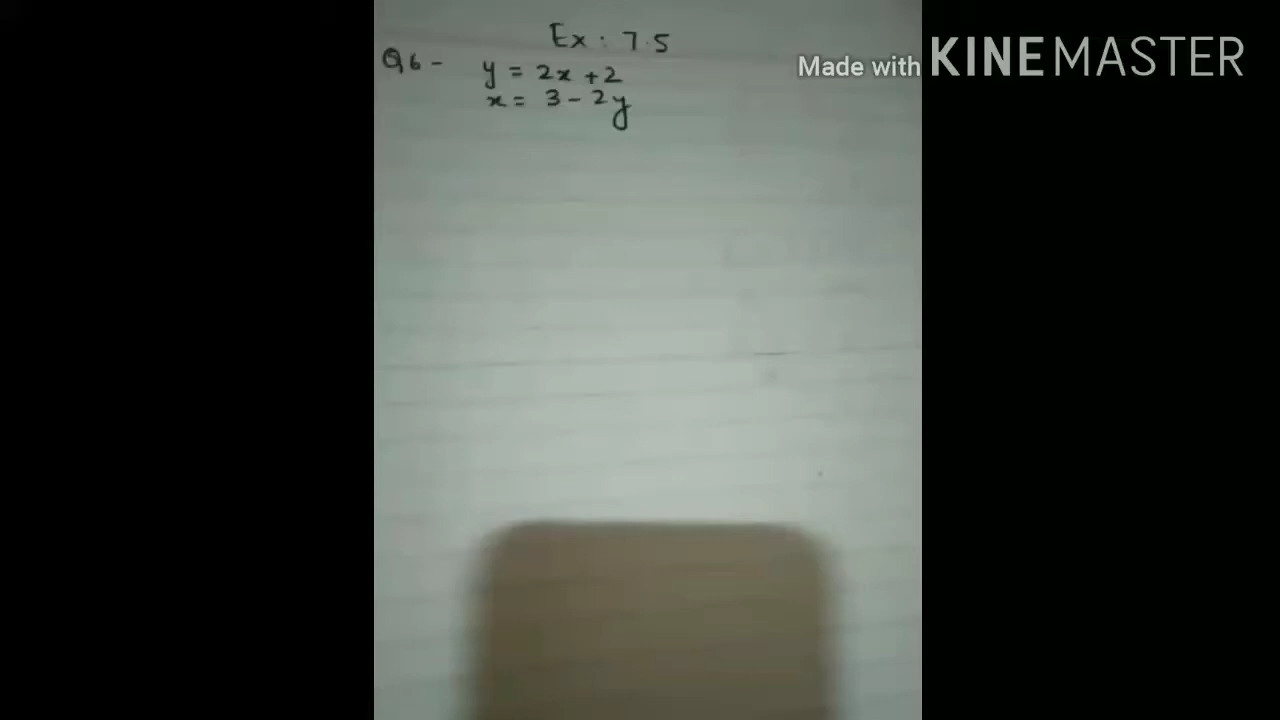 Ex : 7.5
Q6 - y = 2x + 2
x = 3 - 2y
Made with KINEMASTER